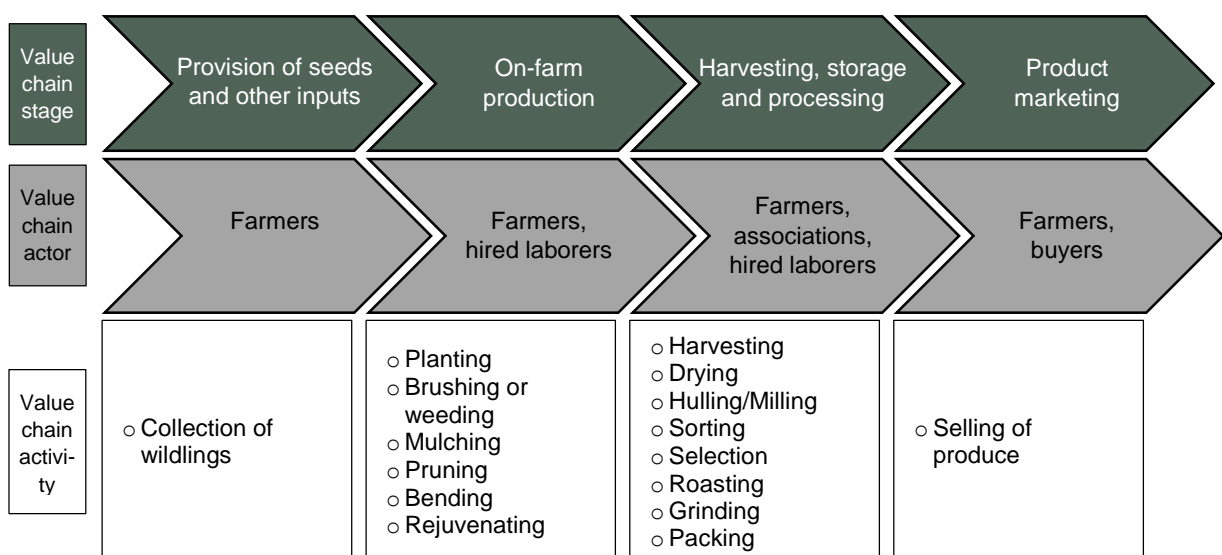 Value
chain
stage
Provision of seeds
and other inputs
On-farm
production
Harvesting, storage
and processing
Product
marketing
Value
chain
actor
Farmers
Farmers,
hired laborers
Farmers,
associations,
hired laborers
Farmers,
buyers
Value
chain
activi-
ty
o Collection of
wildlings
o Planting
o Brushing or
weeding
o Mulching
o Pruning
o Bending
o Rejuvenating
o Harvesting
o Drying
o Hulling/Milling
o Sorting
o Selection
o Roasting
o Grinding
o Packing
o Selling of
produce